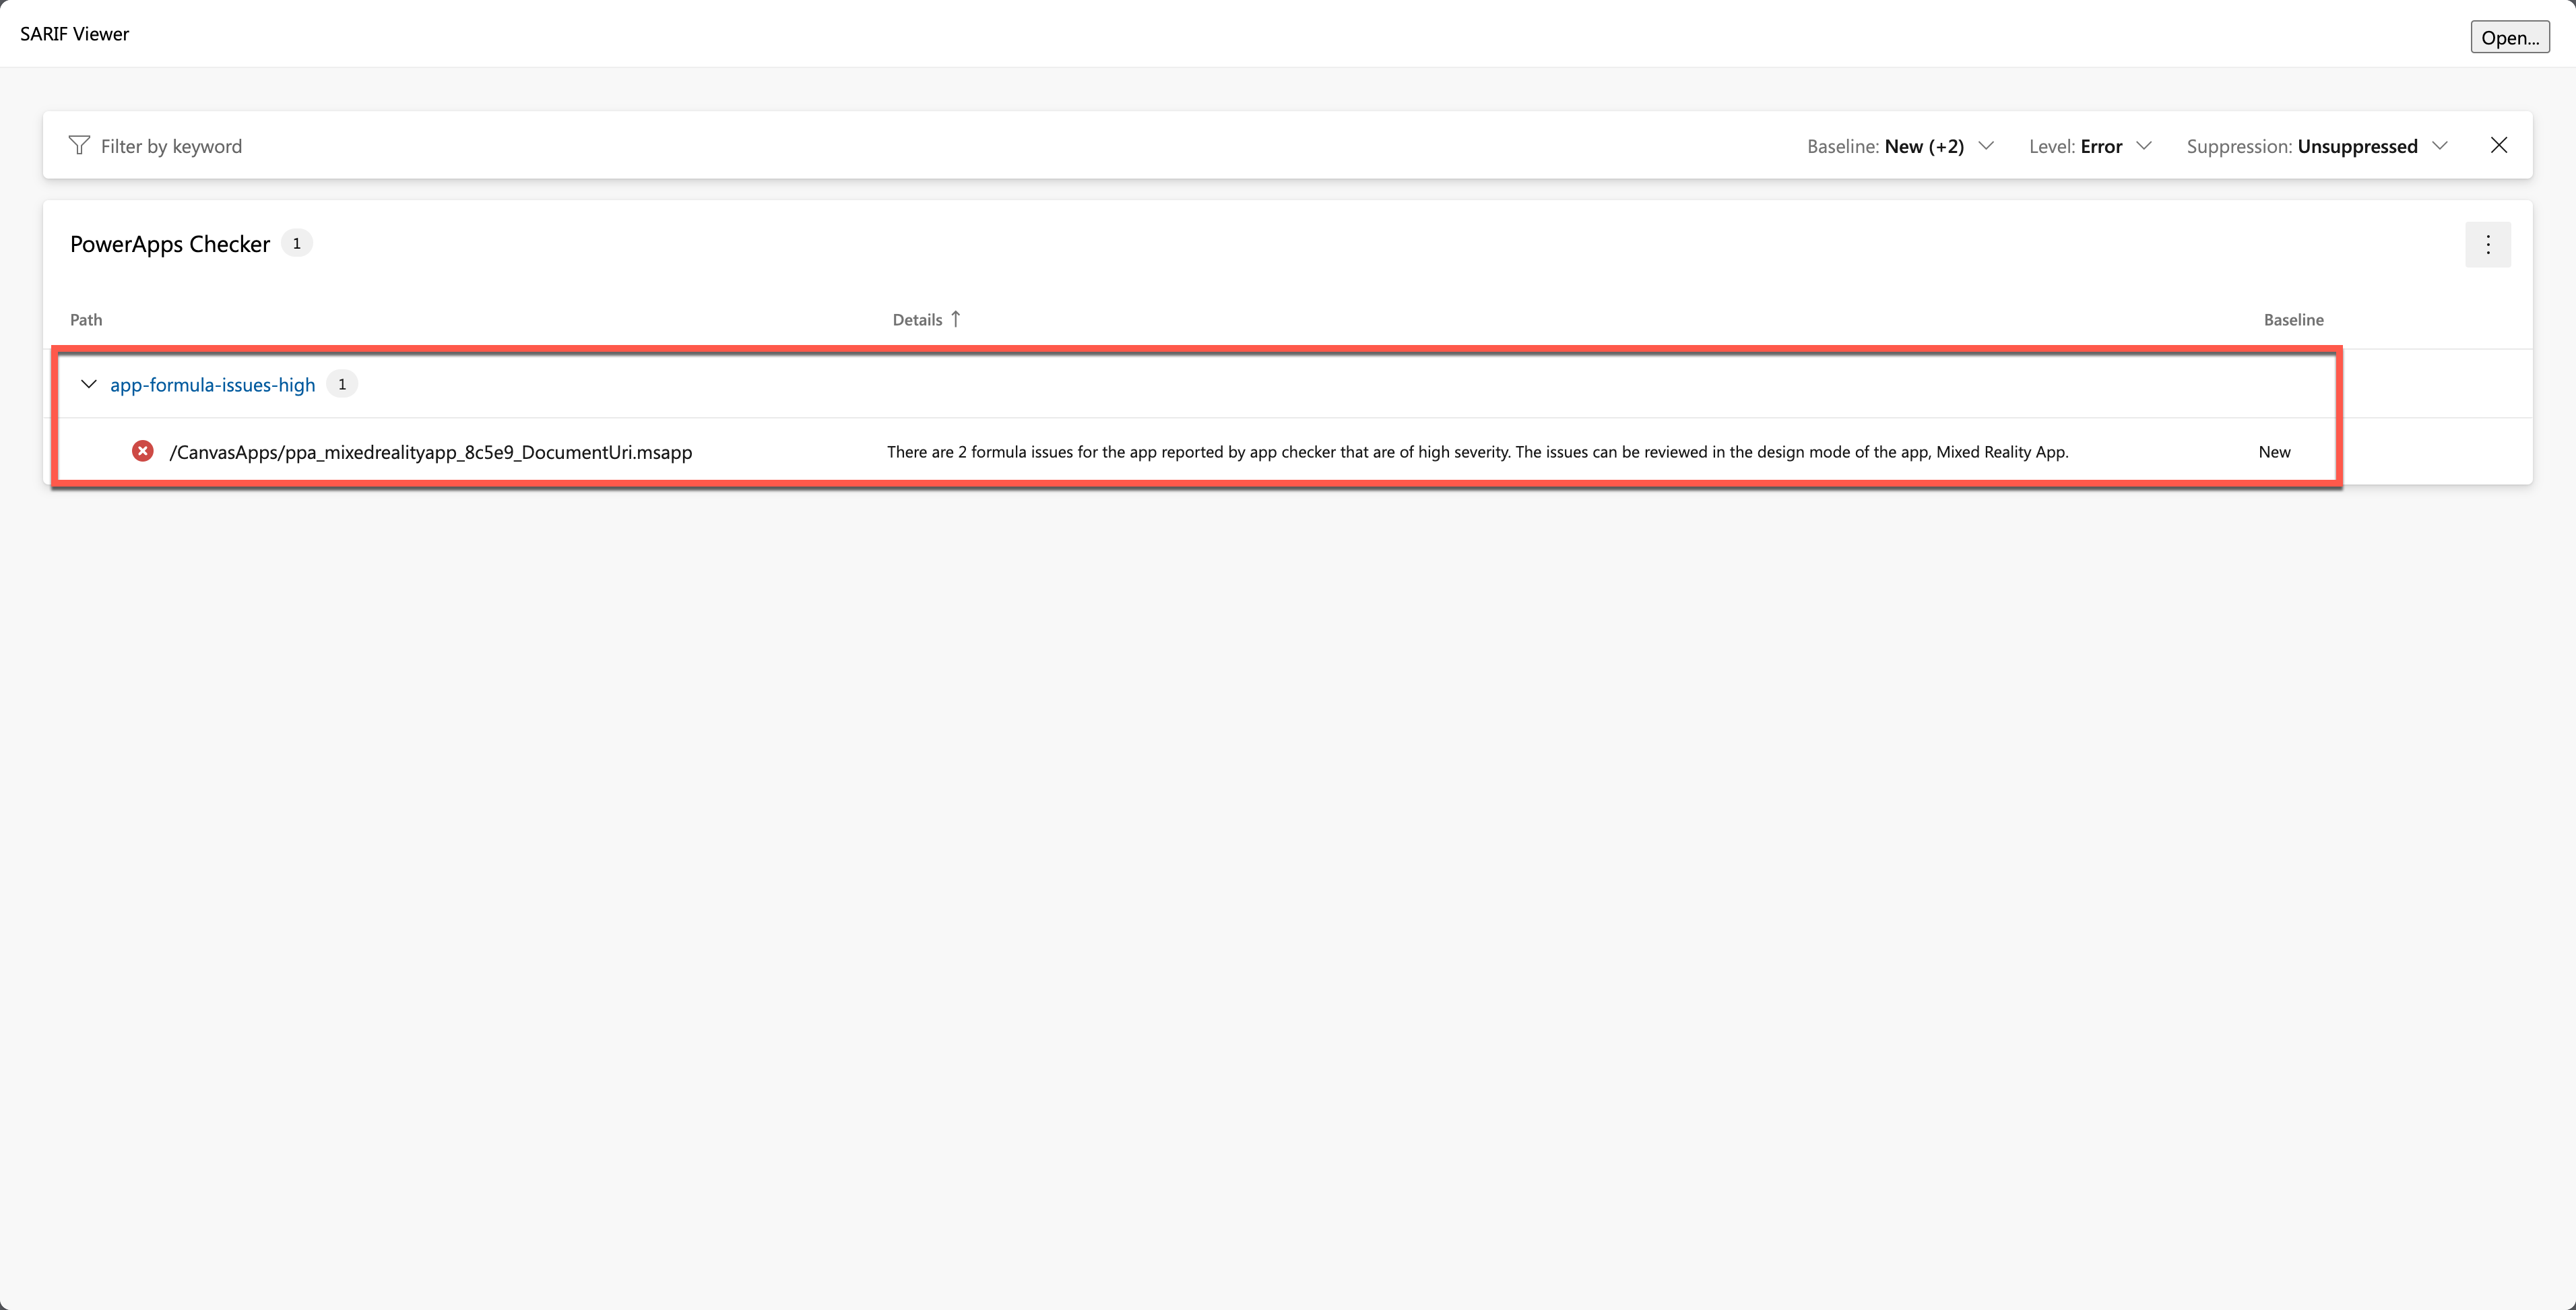 SARIF Viewer
Open...
Filter by keyword
Baseline: New (+2)
Level: Error
Suppression: Unsuppressed
PowerApps Checker 1
Path Details Baseline
app-formula-issues-high 1
/CanvasApps/ppa_mixedrealityapp_8c5e9_DocumentUri.msapp There are 2 formula issues for the app reported by app checker that are of high severity. The issues can be reviewed in the design mode of the app, Mixed Reality App. New